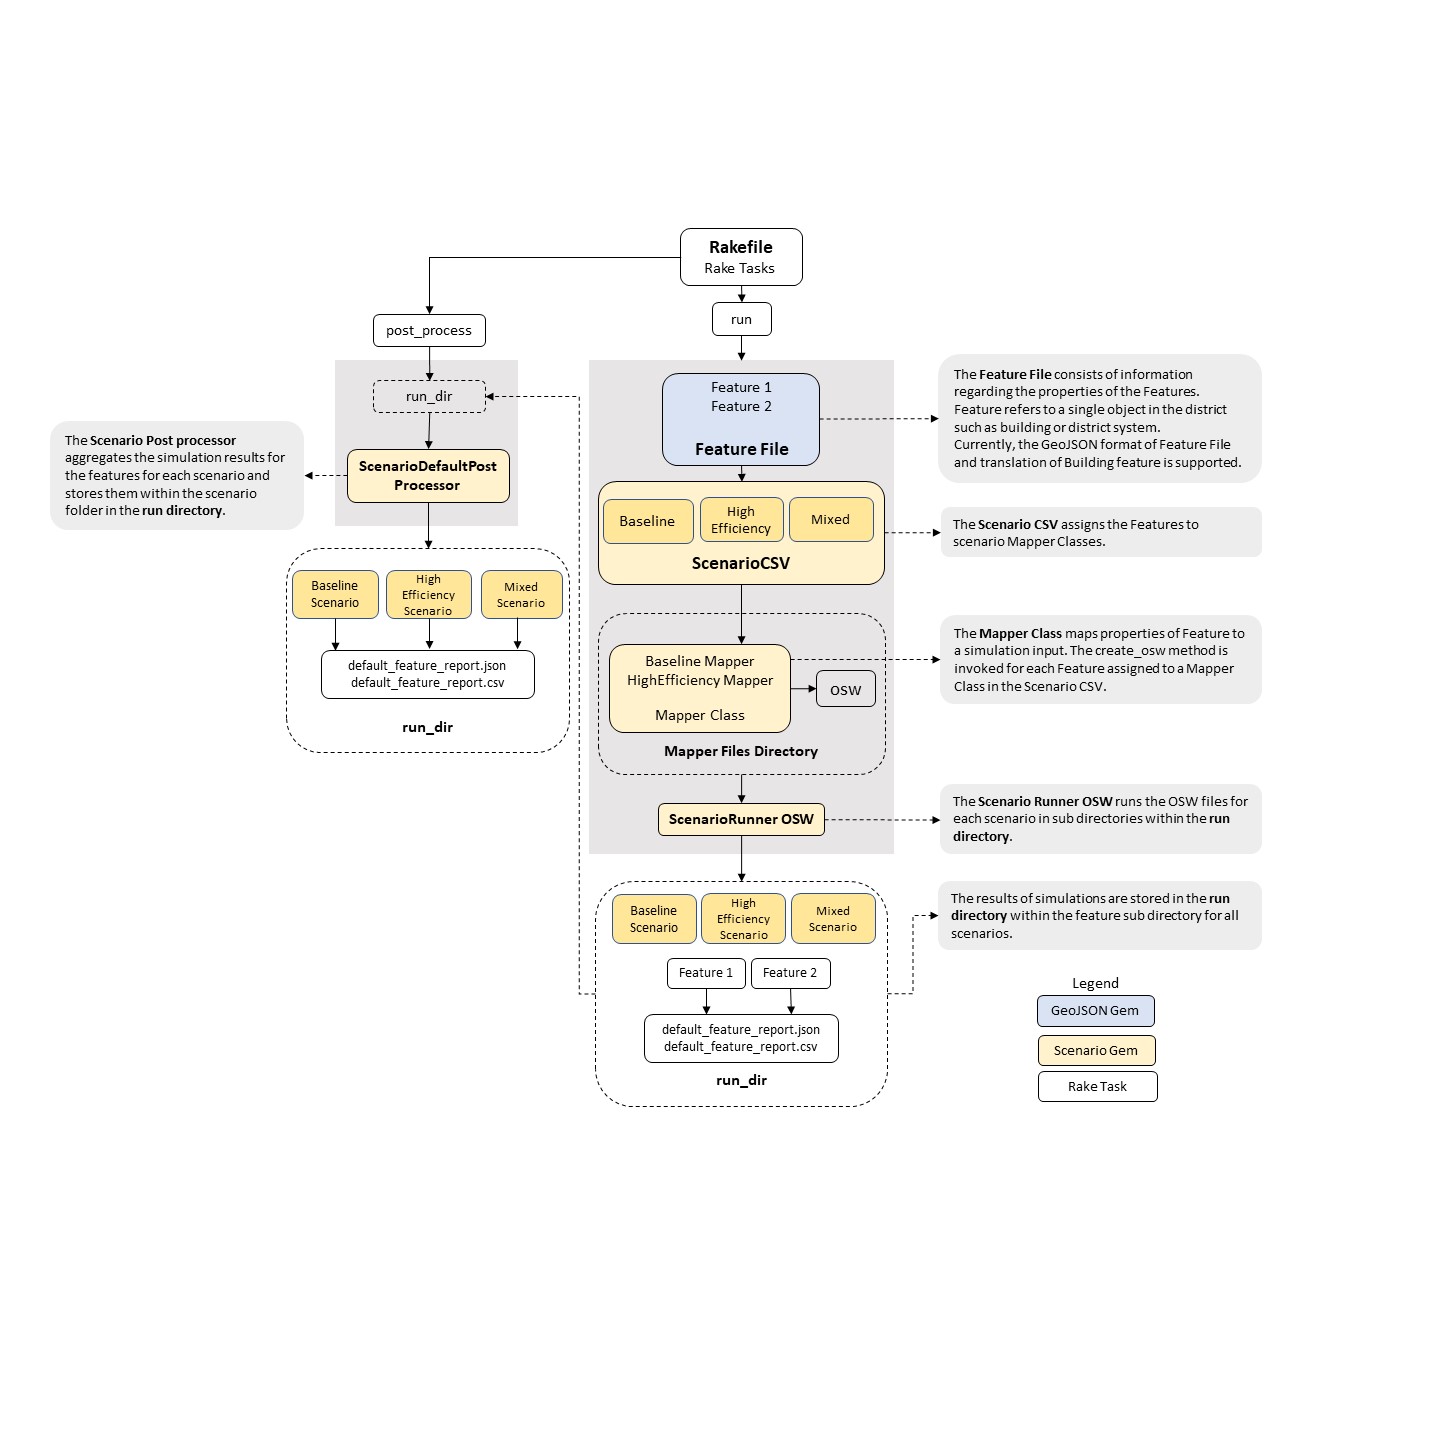 Rakefile
Rake Tasks
post_process
run
run_dir
ScenarioDefaultPost
Processor
The Scenario Post processor
aggregates the simulation results for
the features for each scenario and
stores them within the scenario
folder in the run directory.
Baseline
Scenario
High
Efficiency
Scenario
Mixed
Scenario
default_feature_report.json
default_feature_report.csv
run_dir
Feature 1
Feature 2
Feature File
The Feature File consists of information
regarding the properties of the Features.
Feature refers to a single object in the district
such as building or district system.
Currently, the GeoJSON format of Feature File
and translation of Building feature is supported.
Baseline
High
Efficiency
Mixed
ScenarioCSV
The Scenario CSV assigns the Features to
scenario Mapper Classes.
Baseline Mapper
HighEfficiency Mapper
Mapper Class
OSW
Mapper Files Directory
The Mapper Class maps properties of Feature to
a simulation input. The create_osw method is
invoked for each Feature assigned to a Mapper
Class in the Scenario CSV.
ScenarioRunner OSW
The Scenario Runner OSW runs the OSW files for
each scenario in sub directories within the run
directory.
Baseline
Scenario
High
Efficiency
Scenario
Mixed
Scenario
Feature 1
Feature 2
default_feature_report.json
default_feature_report.csv
run_dir
The results of simulations are stored in the run
directory within the feature sub directory for all
scenarios.
Legend
GeoJSON Gem
Scenario Gem
Rake Task